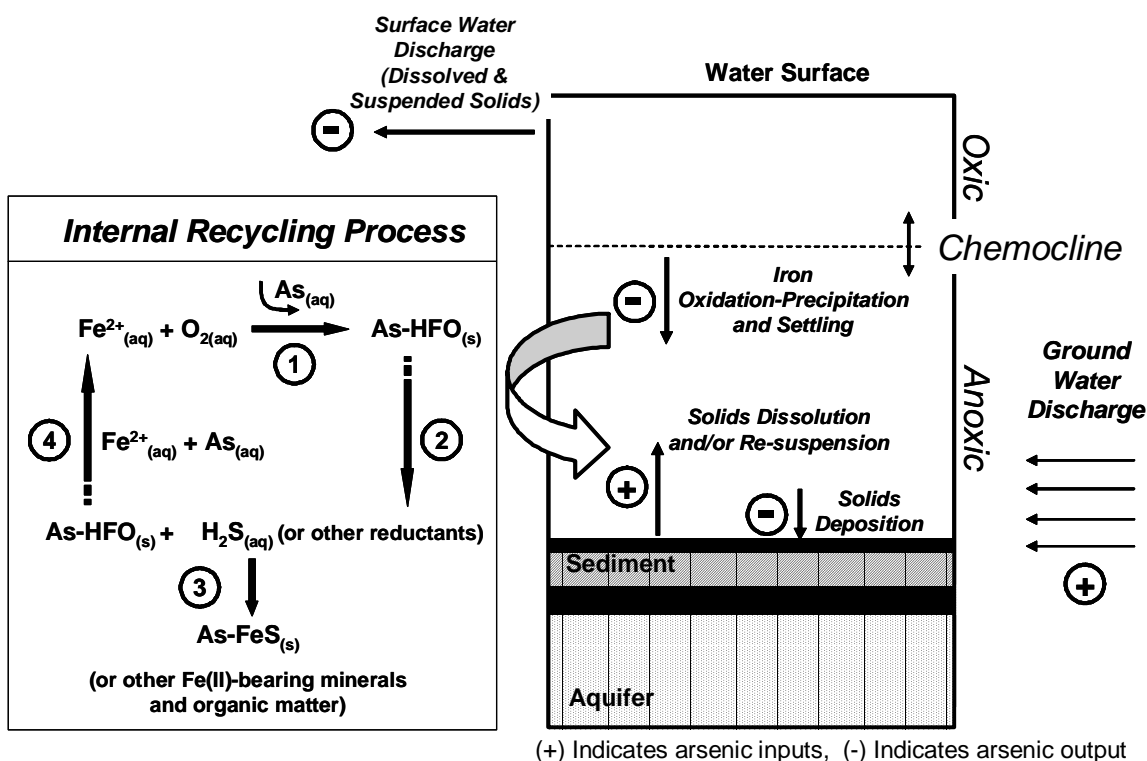 Surface Water
Discharge
(Dissolved &
Suspended Solids)
-
Water Surface
Oxic
Chemocline
Anoxic
Internal Recycling Process
As(aq)
Fe2+(aq) + O2(aq)
As-HFO(s)
1
4
Fe2+(aq) + As(aq)
2
As-HFO(s) + H2S(aq) (or other reductants)
3
As-FeS(s)
(or other Fe(II)-bearing minerals
and organic matter)
-
Iron
Oxidation-Precipitation
and Settling
Solids Dissolution
and/or Re-suspension
+
-
Solids
Deposition
Ground
Water
Discharge
+
Sediment
Aquifer
(+) Indicates arsenic inputs, (-) Indicates arsenic output